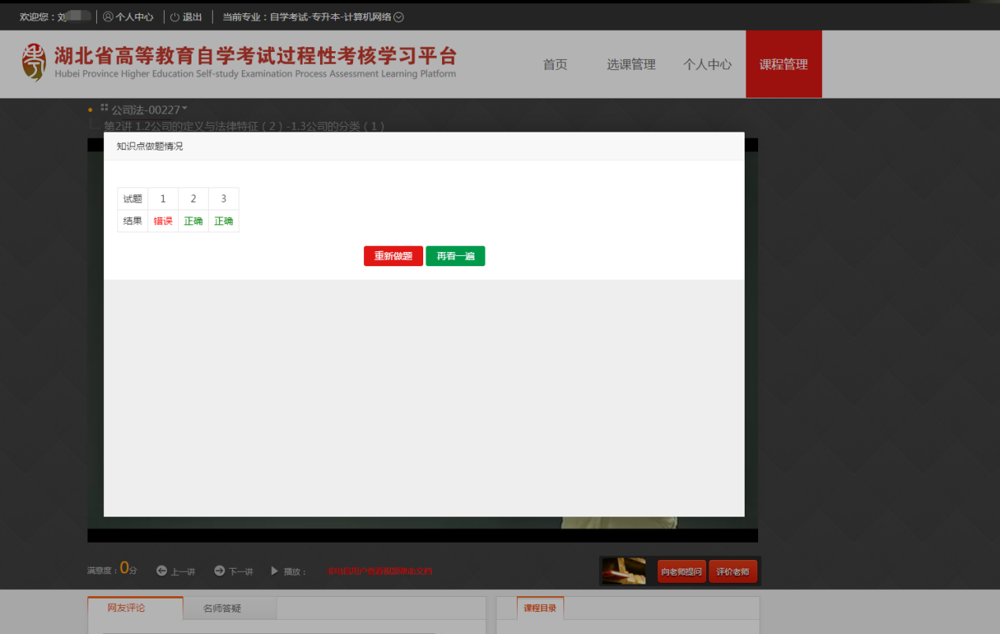 欢迎您：刘 个人中心 退出 当前专业：自学考试-专升本-计算机网络
湖北省高等教育自学考试过程性考核学习平台
Hubei Province Higher Education Self-study Examination Process Assessment Learning Platform
首页 选课管理 个人中心 课程管理
公司法-00227
第2讲 1.2公司的定义与法律特征（2）-1.3公司的分类（1）
知识点做题情况
试题 1 2 3
结果 错误 正确 正确
重新做题 再看一遍
满意度：0分 上一讲 下一讲 播放：
向老师提问 评价老师
网友评论 名师答疑 课程目录